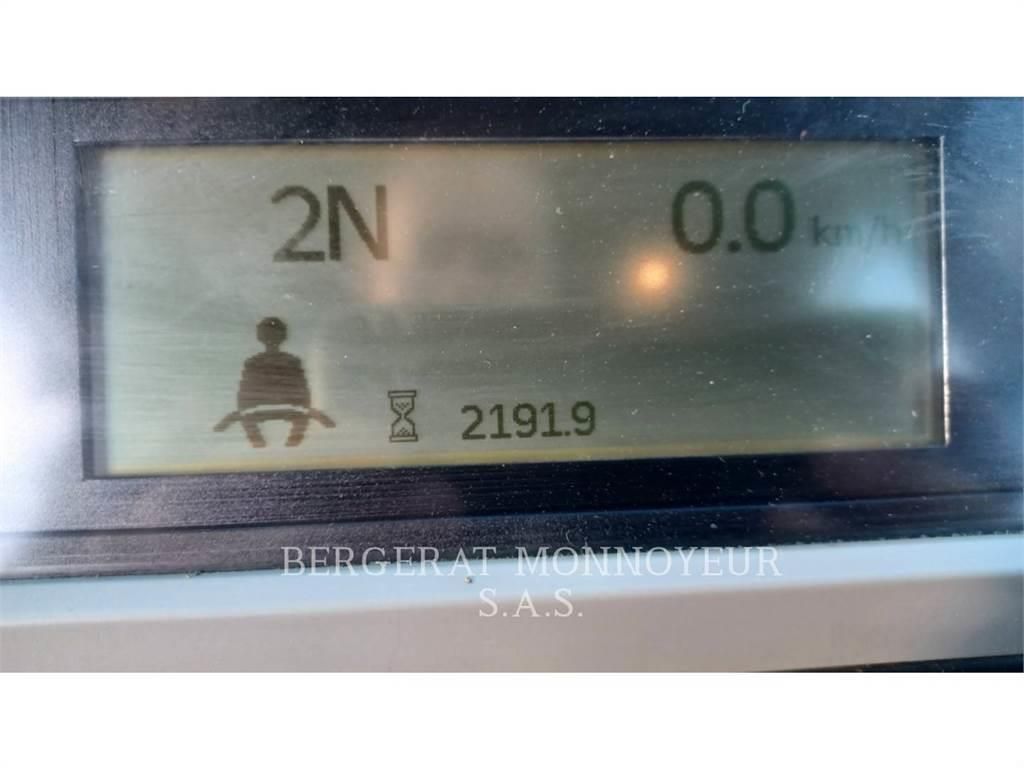 2N 0.0 km/h
2191.9
BERGERAT MONNOYEUR
S.A.S.